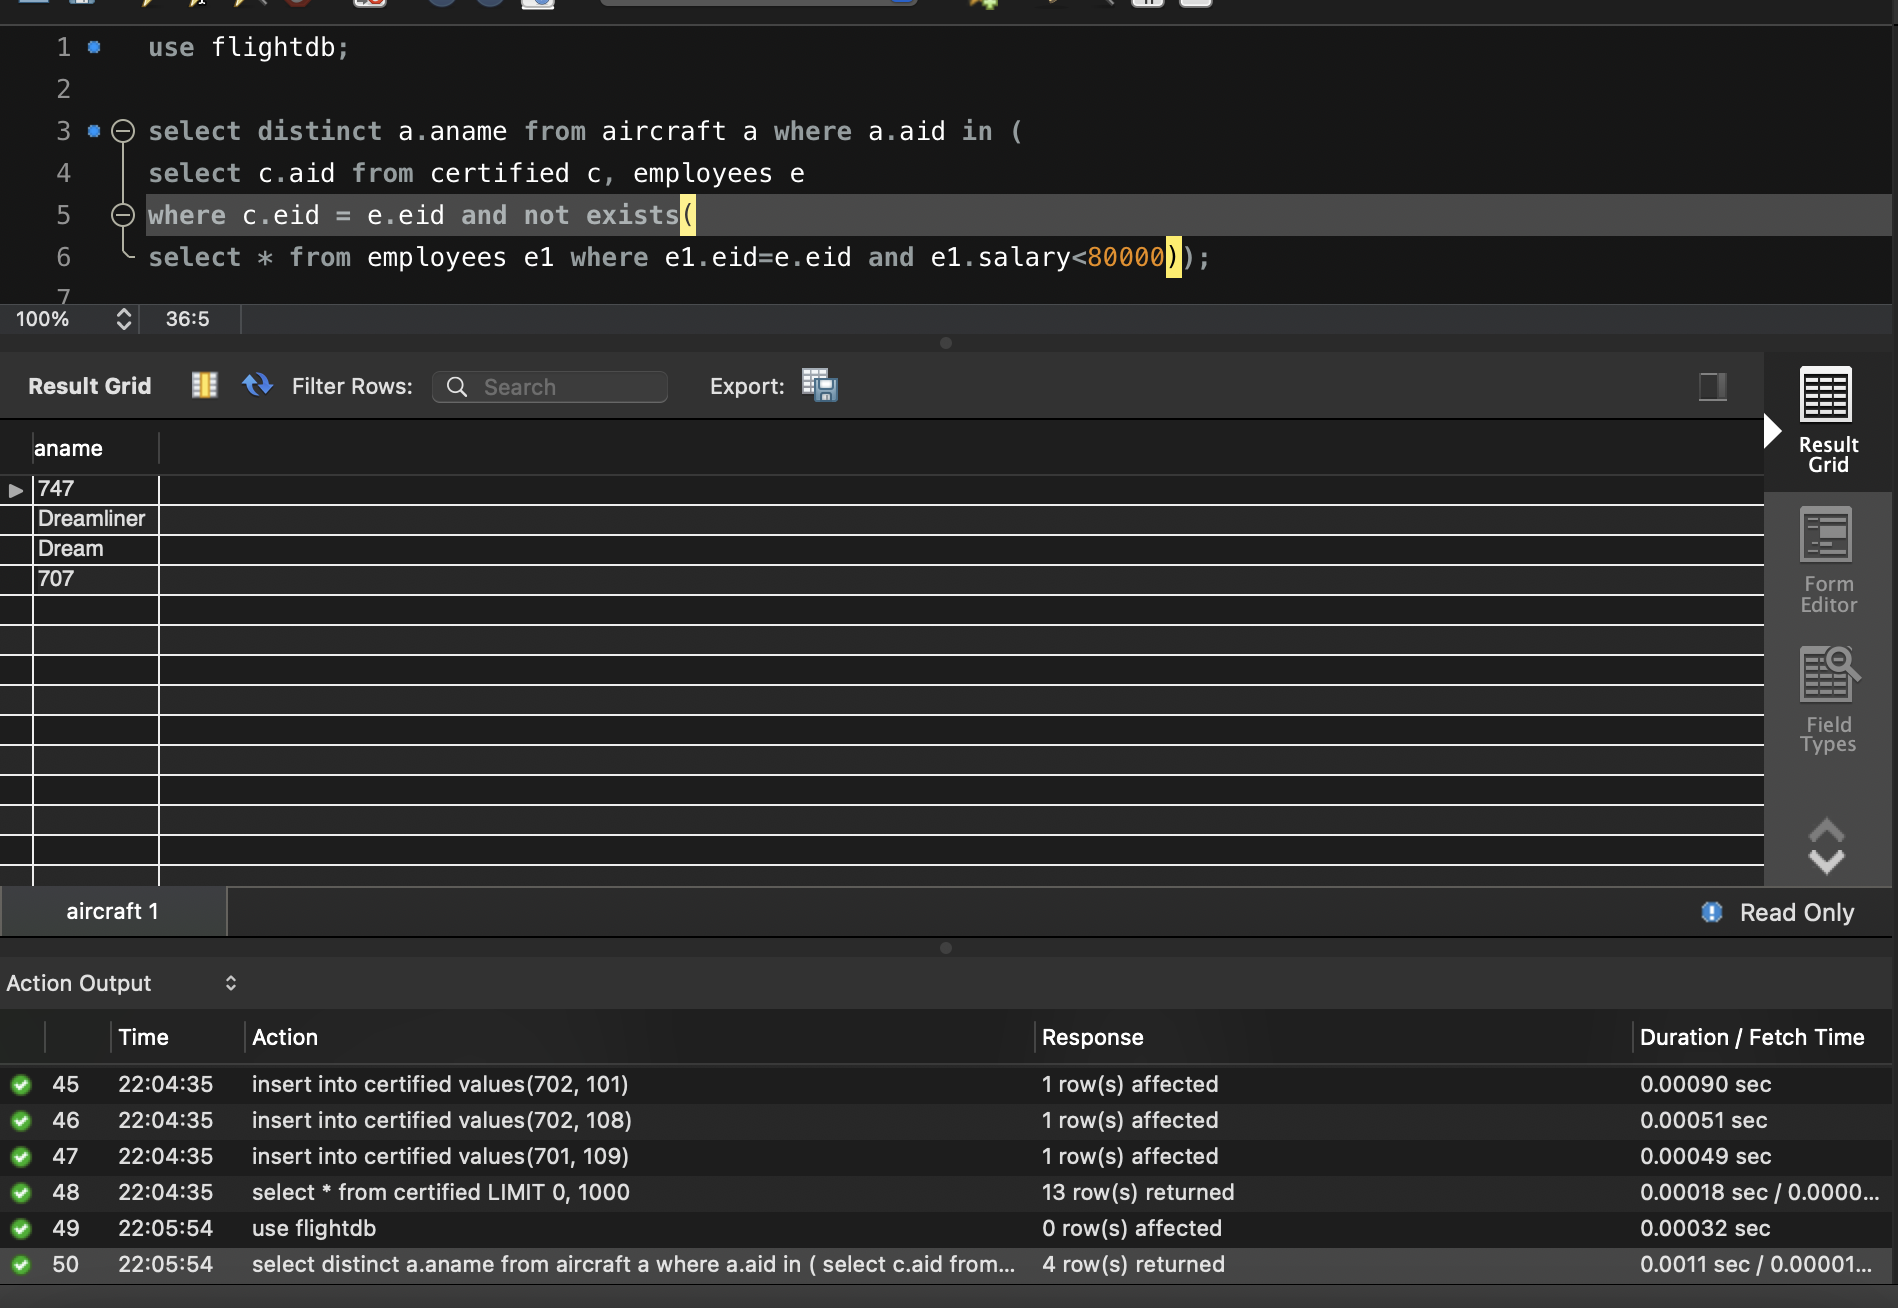 1 use flightdb;
2
3 select distinct a.aname from aircraft a where a.aid in (
4 select c.aid from certified c, employees e
5 where c.eid = e.eid and not exists(
6 select * from employees e1 where e1.eid=e.eid and e1.salary<80000));
7
100% 36:5
Result Grid Filter Rows: Search Export:
Result
Grid
aname
747
Dreamliner
Dream
707
Form
Editor
Field
Types
aircraft 1 Read Only
Action Output
Time Action Response Duration / Fetch Time
45 22:04:35 insert into certified values(702, 101) 1 row(s) affected 0.00090 sec
46 22:04:35 insert into certified values(702, 108) 1 row(s) affected 0.00051 sec
47 22:04:35 insert into certified values(701, 109) 1 row(s) affected 0.00049 sec
48 22:04:35 select * from certified LIMIT 0, 1000 13 row(s) returned 0.00018 sec / 0.0000...
49 22:05:54 use flightdb 0 row(s) affected 0.00032 sec
50 22:05:54 select distinct a.aname from aircraft a where a.aid in ( select c.aid from... 4 row(s) returned 0.0011 sec / 0.00001...